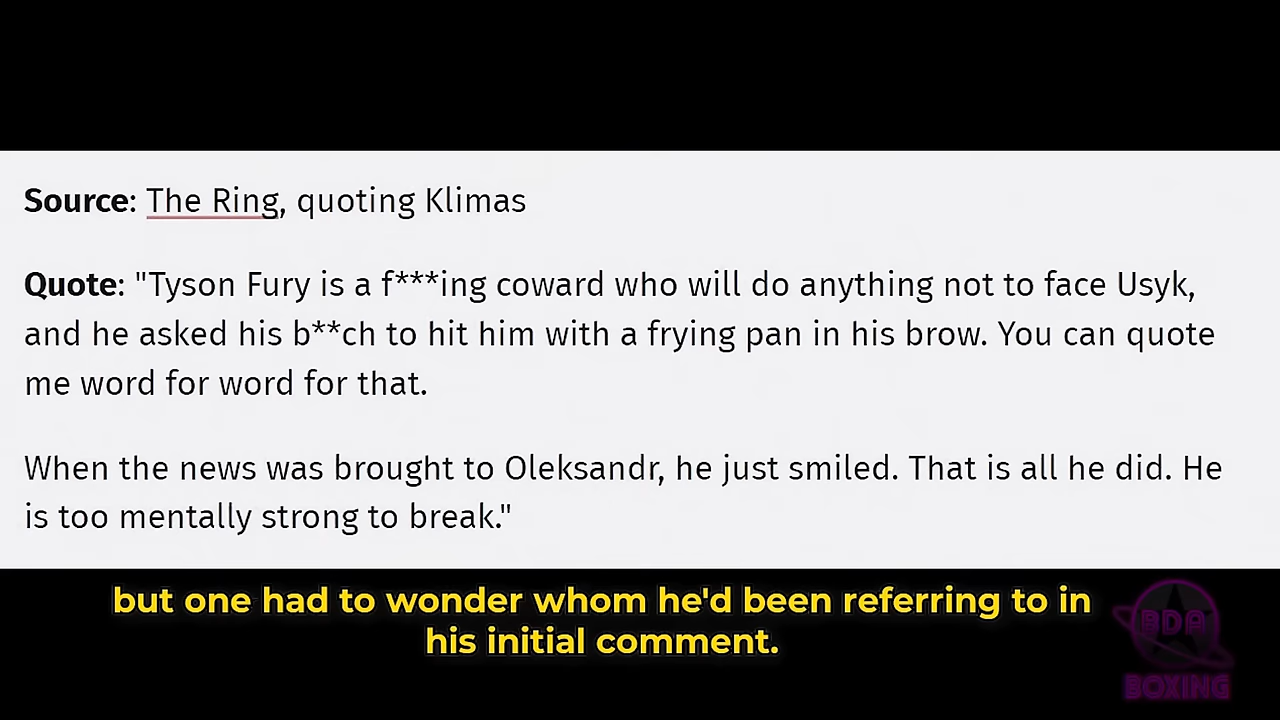 Source: The Ring, quoting Klimas
Quote: "Tyson Fury is a f***ing coward who will do anything not to face Usyk,
and he asked his b**ch to hit him with a frying pan in his brow. You can quote
me word for word for that.
When the news was brought to Oleksandr, he just smiled. That is all he did. He
is too mentally strong to break."
but one had to wonder whom he'd been referring to in
his initial comment.
BDA
BOXING